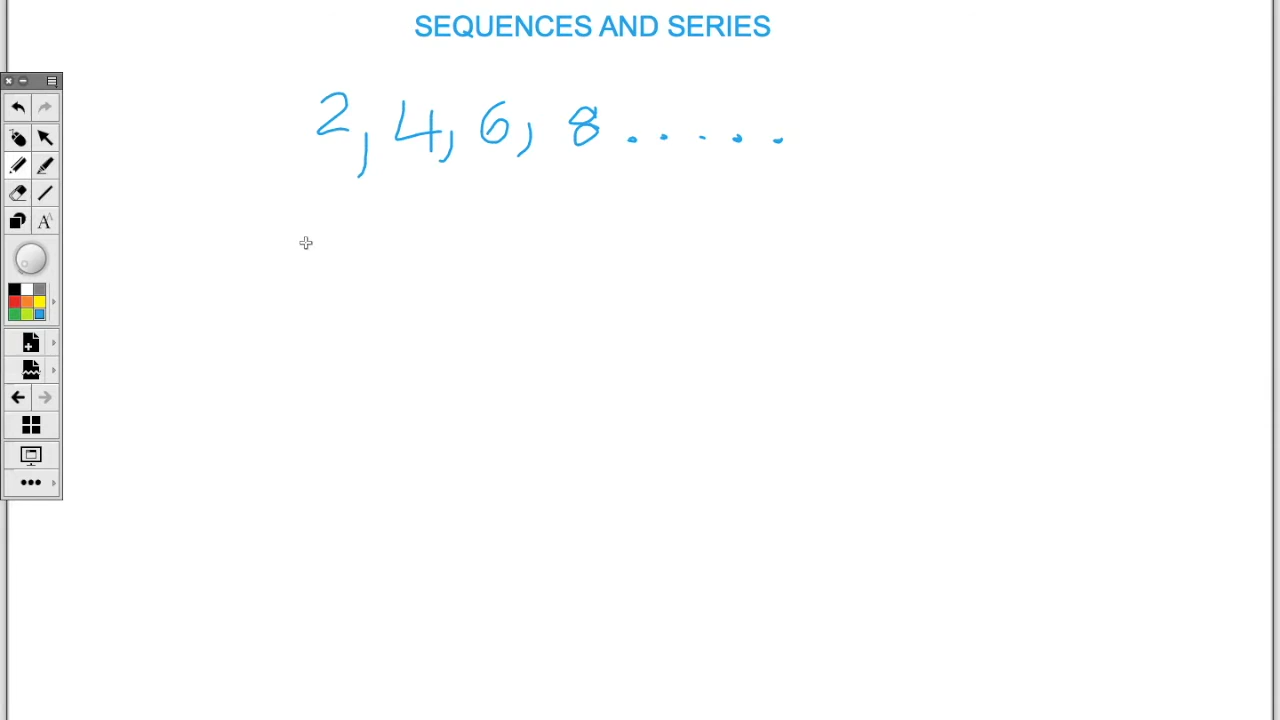 SEQUENCES AND SERIES
2, 4, 6, 8 . . . . .